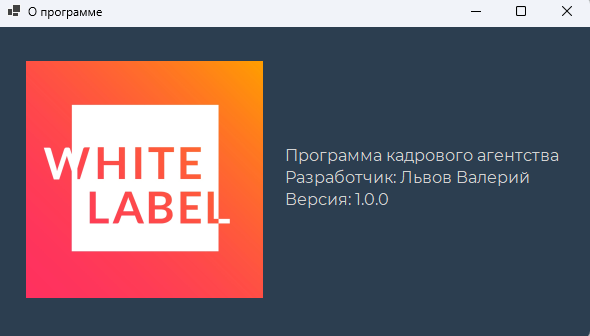 О программе
WHITE
LABEL
Программа кадрового агентства
Разработчик: Львов Валерий
Версия: 1.0.0